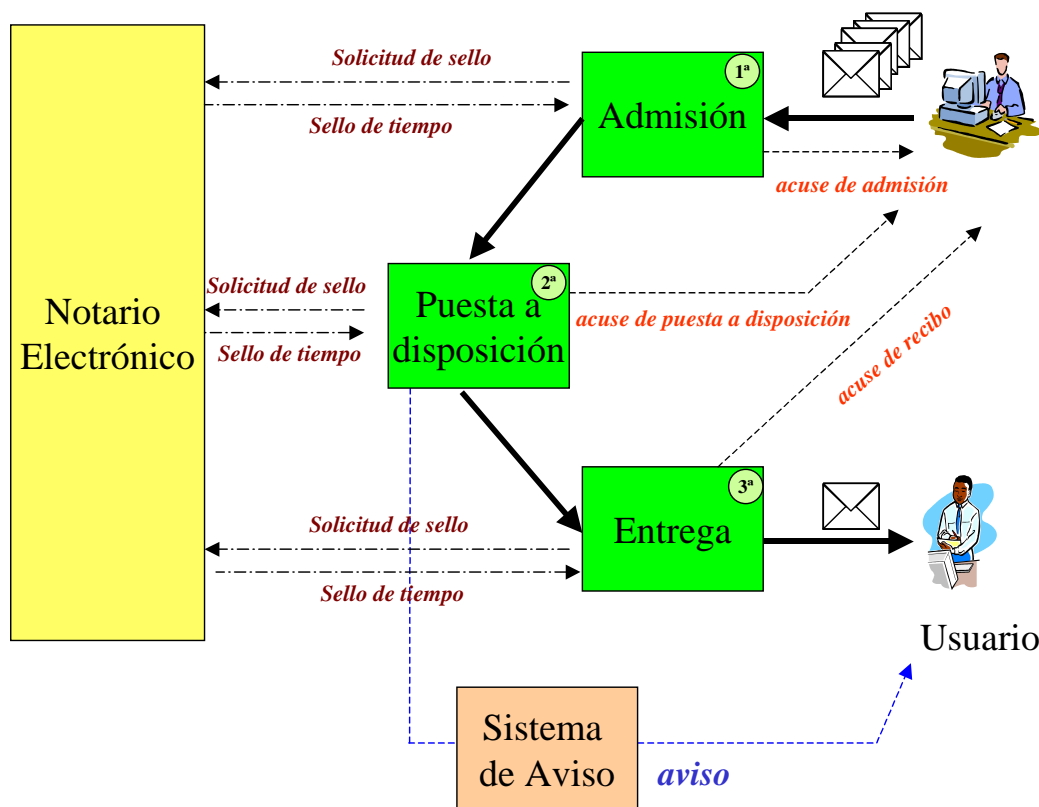 Solicitud de sello
Sello de tiempo
1ª
Admisión
acuse de admisión
Notario
Electrónico
Solicitud de sello
Sello de tiempo
2ª
Puesta a
disposición
acuse de puesta a disposición
acuse de recibo
Solicitud de sello
Sello de tiempo
3ª
Entrega
Usuario
Sistema
de Aviso
aviso